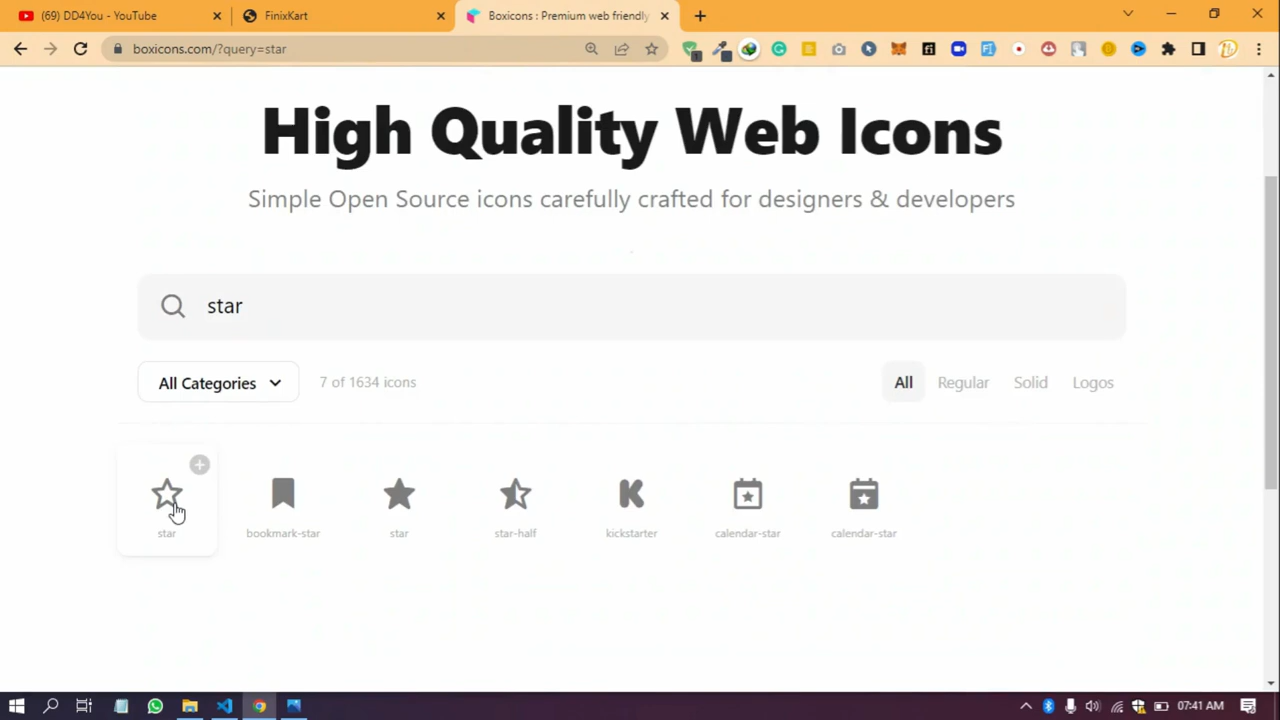 (69) DD4You - YouTube
FinixKart
Boxicons : Premium web friendly
boxicons.com/?query=star
High Quality Web Icons
Simple Open Source icons carefully crafted for designers & developers
star
All Categories
7 of 1634 icons
All
Regular
Solid
Logos
star
bookmark-star
star
star-half
kickstarter
calendar-star
calendar-star
07:41 AM